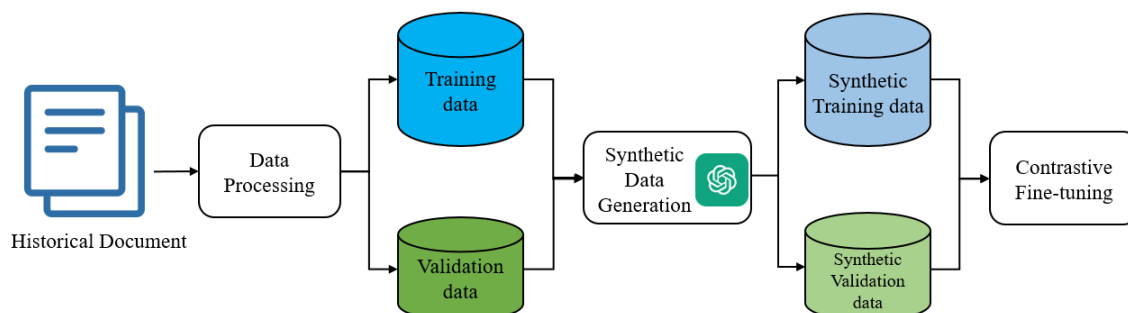 Historical Document
Data
Processing
Training
data
Validation
data
Synthetic
Data
Generation
Synthetic
Training data
Synthetic
Validation
data
Contrastive
Fine-tuning